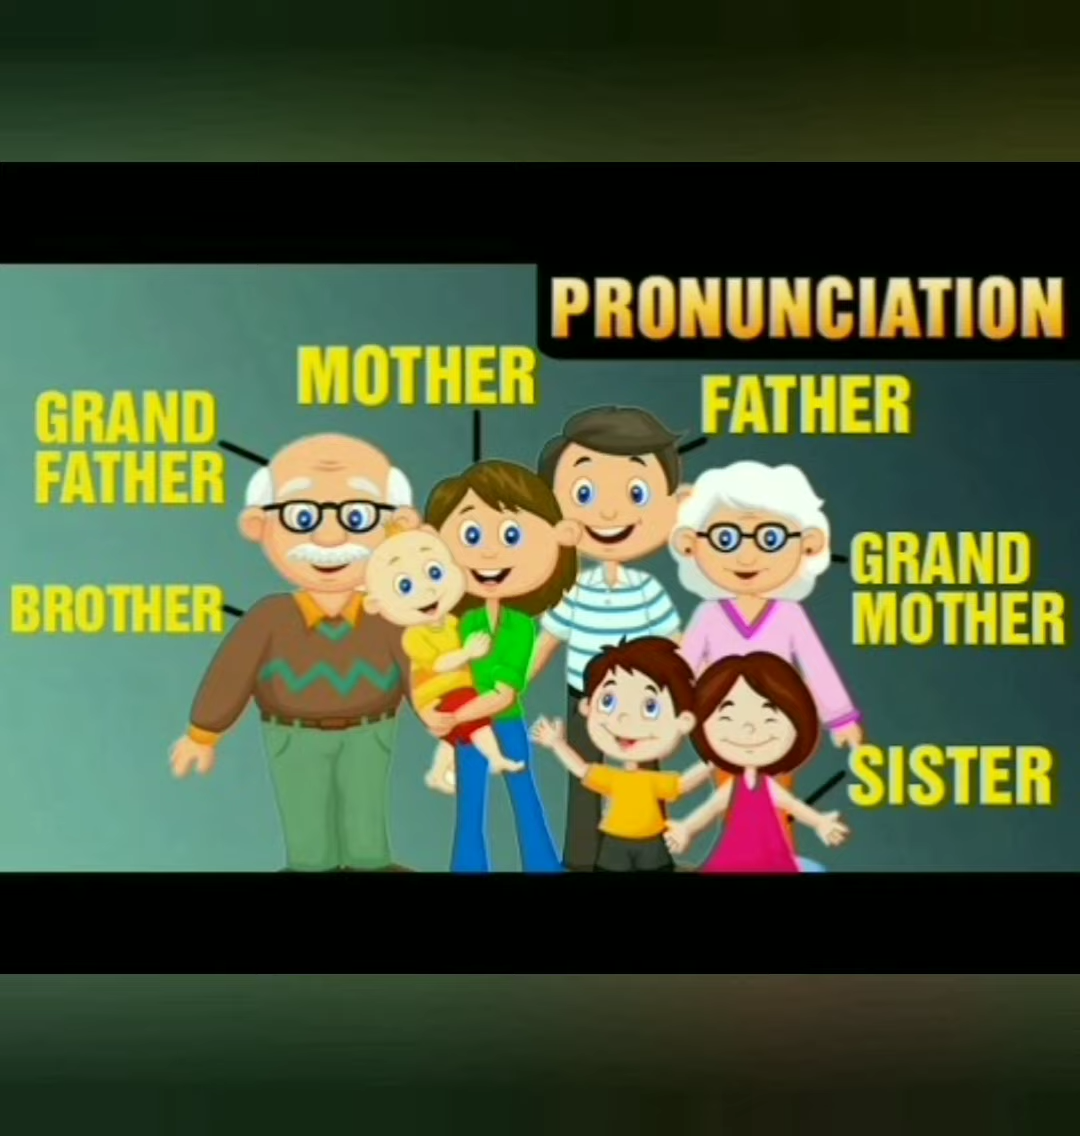 PRONUNCIATION
MOTHER
FATHER
GRAND
FATHER
GRAND
MOTHER
BROTHER
SISTER